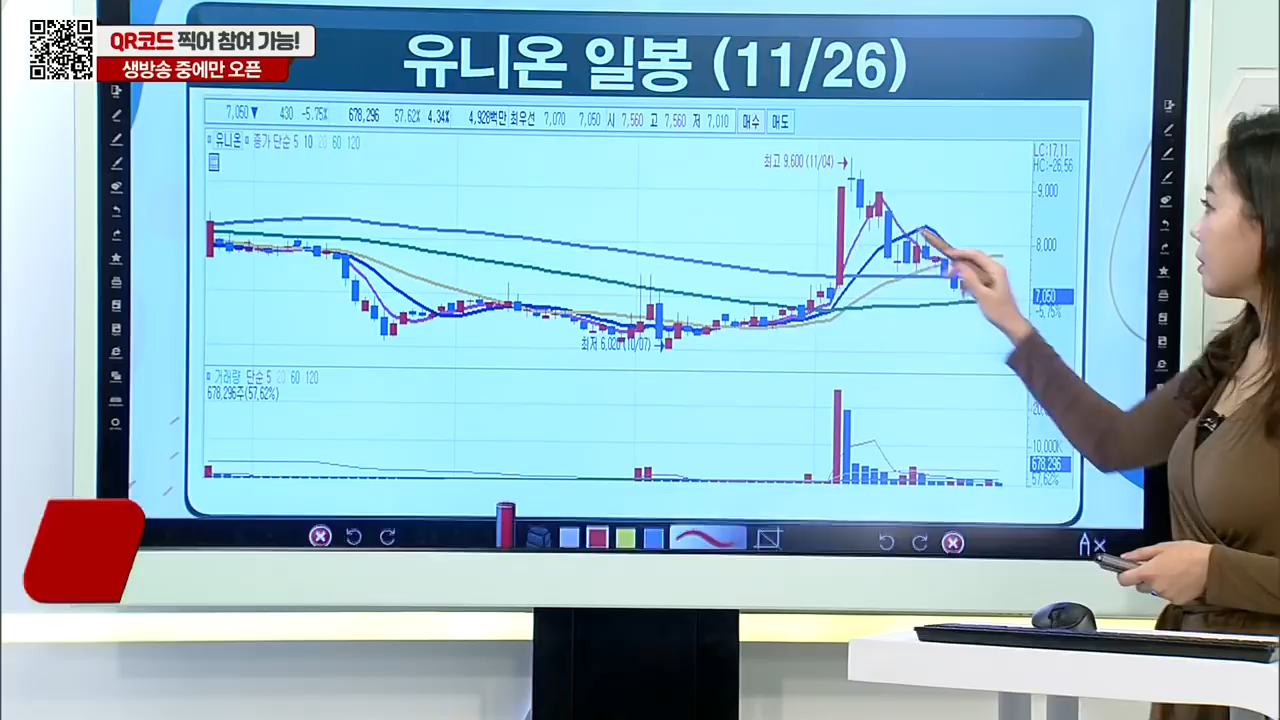 QR코드 찍어 참여 가능!
생방송 중에만 오픈
유니온 일봉 (11/26)
7,050▼ 430 -5.75% 678,296 57.62% 4.34% 4,928백만 최우선 7,070 7,050 시 7,560 고 7,560 저 7,010 매수 매도
유니온 종가 단순 5 10 20 60 120
LC:17.11
HC:-26.56
최고 9,600 (11/04)
9,000
8,000
7,050
-5.75%
최저 6,020 (10/07)
거래량 단순 5 20 60 120
678,296주(57.62%)
10,000K
678,296
57.62%